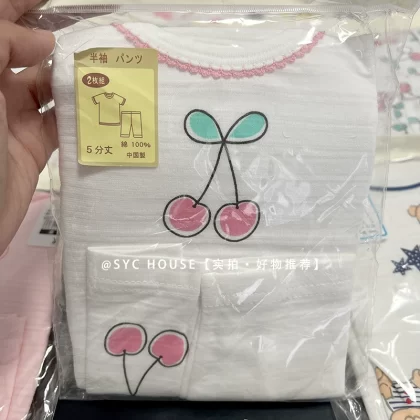 半袖 パンツ
2枚組
5分丈
綿 100%
中国製
@SYC HOUSE【实拍·好物推荐】